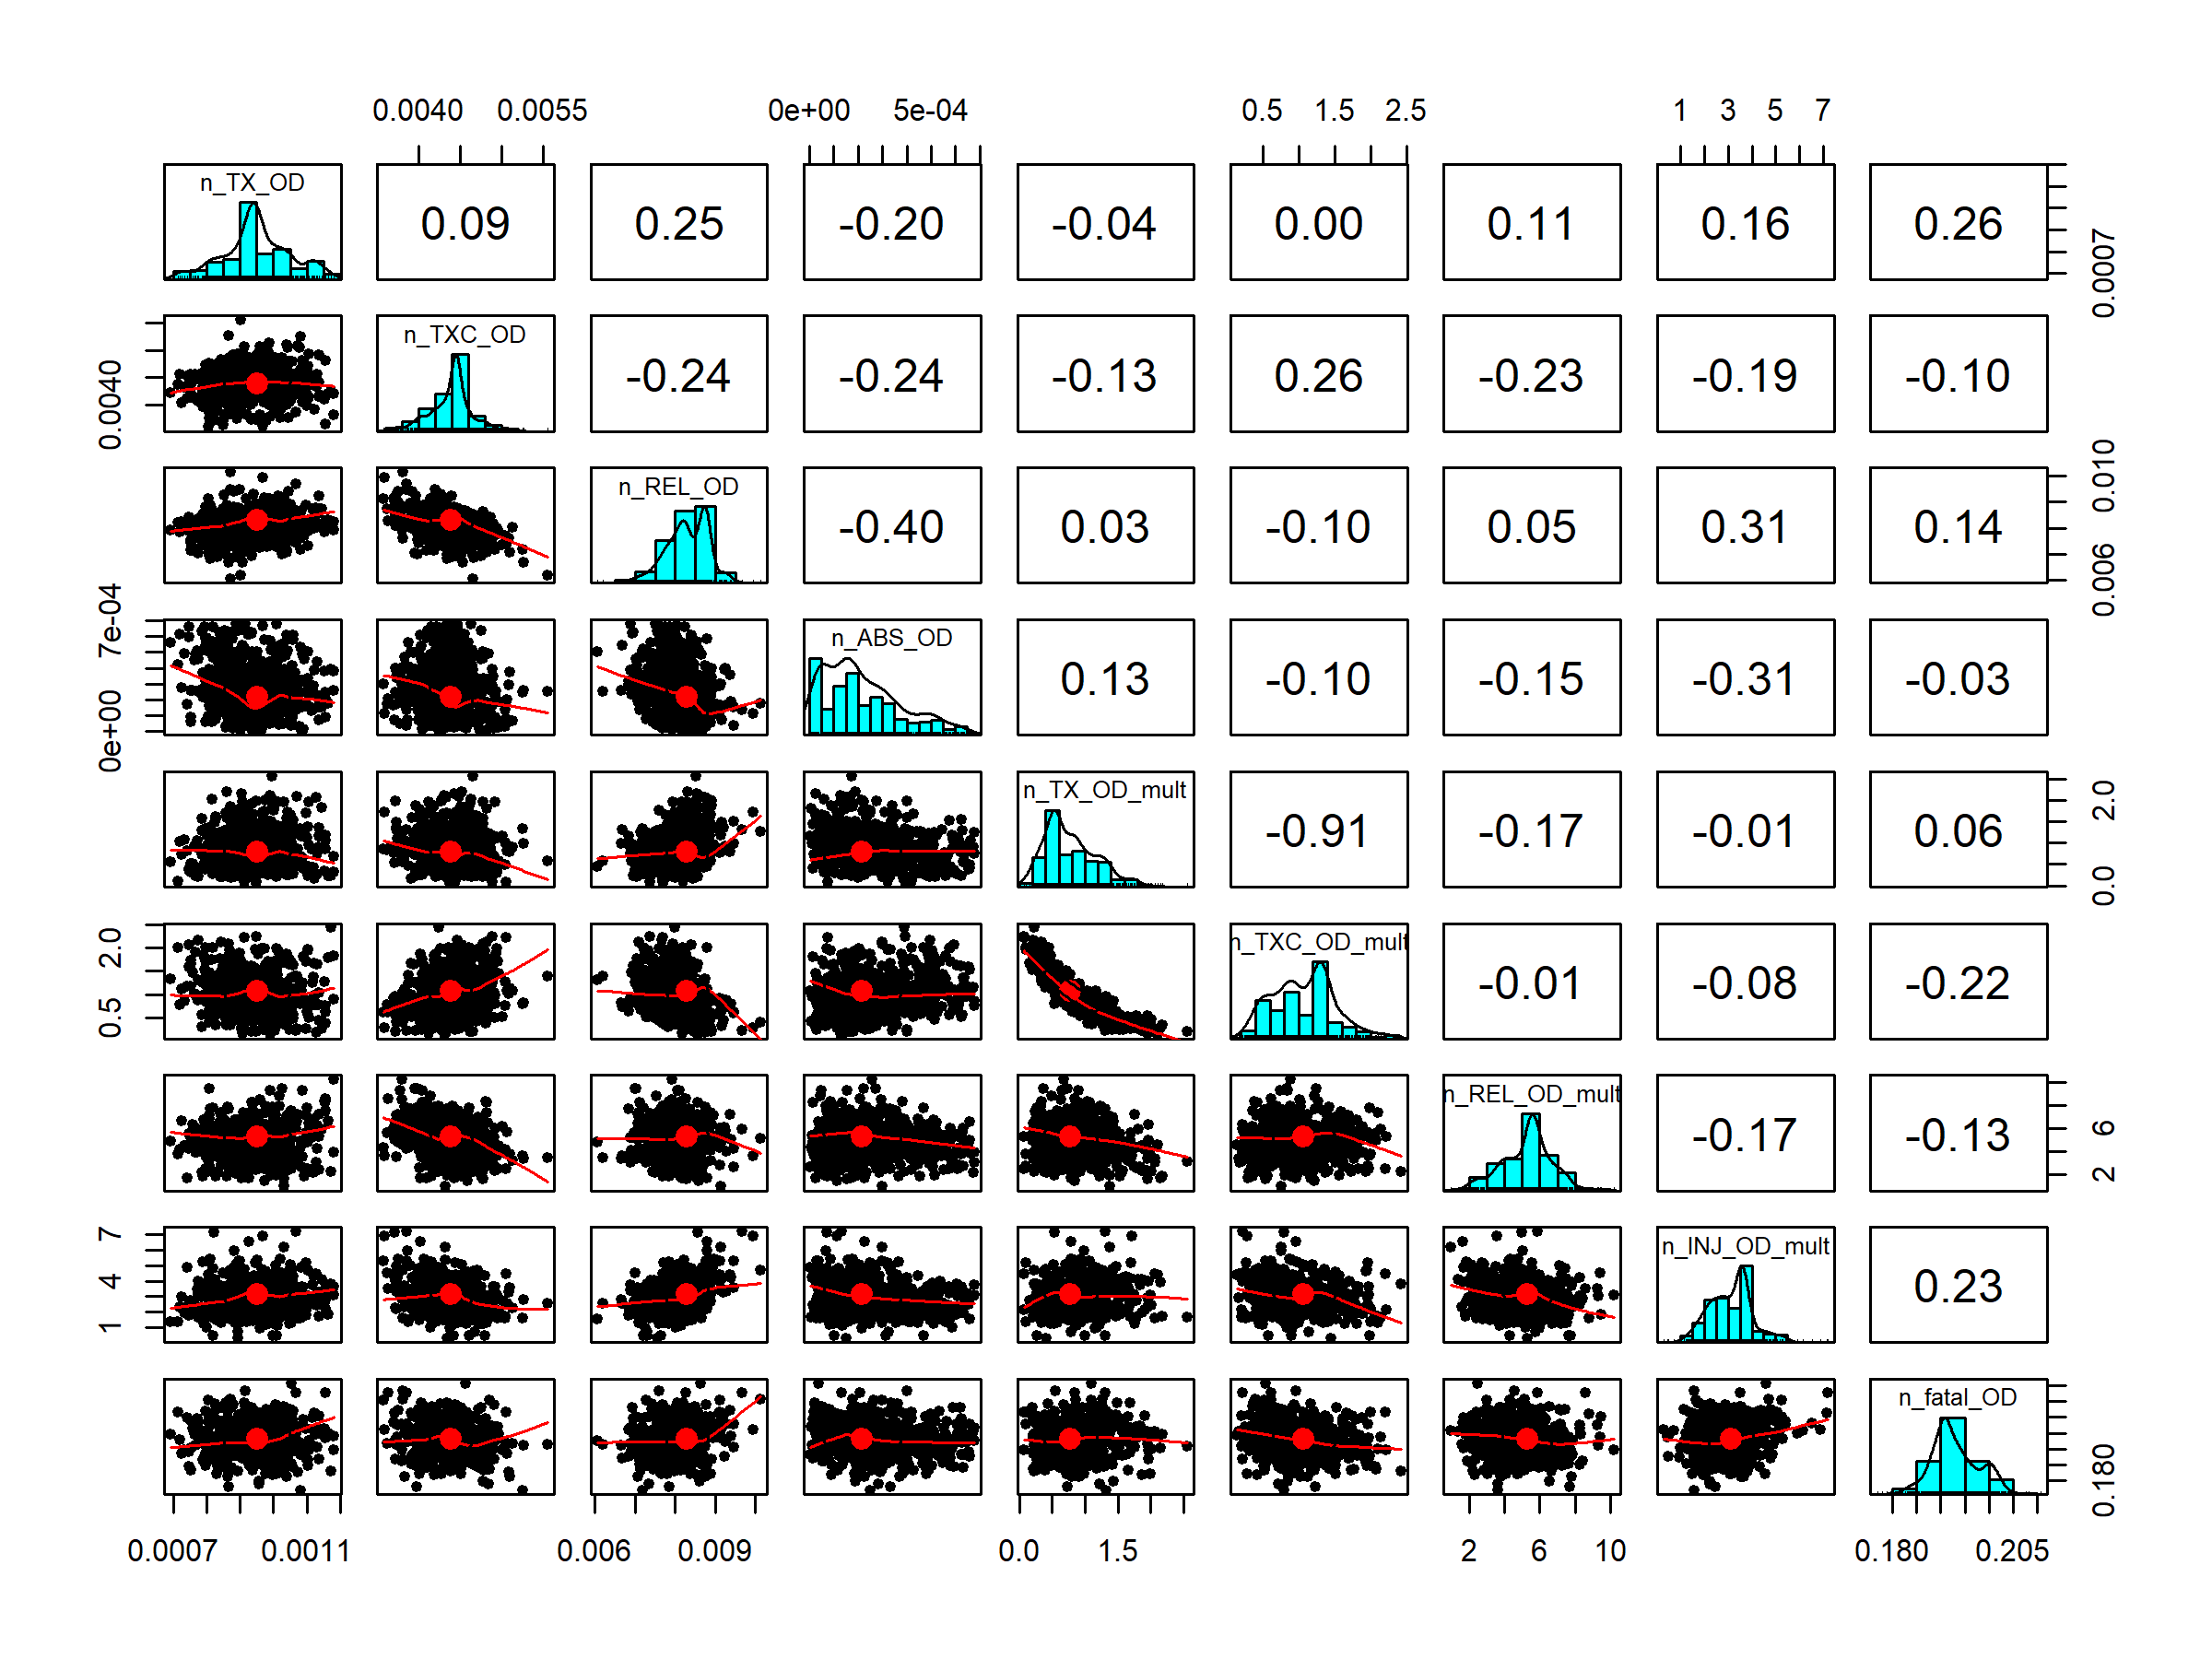 0.0040 0.0055 0e+00 5e-04 0.5 1.5 2.5 1 3 5 7
n_TX_OD 0.09 0.25 -0.20 -0.04 0.00 0.11 0.16 0.26 0.0007
0.0040 n_TXC_OD -0.24 -0.24 -0.13 0.26 -0.23 -0.19 -0.10
n_REL_OD -0.40 0.03 -0.10 0.05 0.31 0.14 0.006 0.010
0e+00 7e-04 n_ABS_OD 0.13 -0.10 -0.15 -0.31 -0.03
n_TX_OD_mult -0.91 -0.17 -0.01 0.06 0.0 2.0
0.5 2.0 n_TXC_OD_mult -0.01 -0.08 -0.22
n_REL_OD_mult -0.17 -0.13 2 6
1 4 7 n_INJ_OD_mult 0.23
n_fatal_OD 0.180
0.0007 0.0011 0.006 0.009 0.0 1.5 2 6 10 0.180 0.205